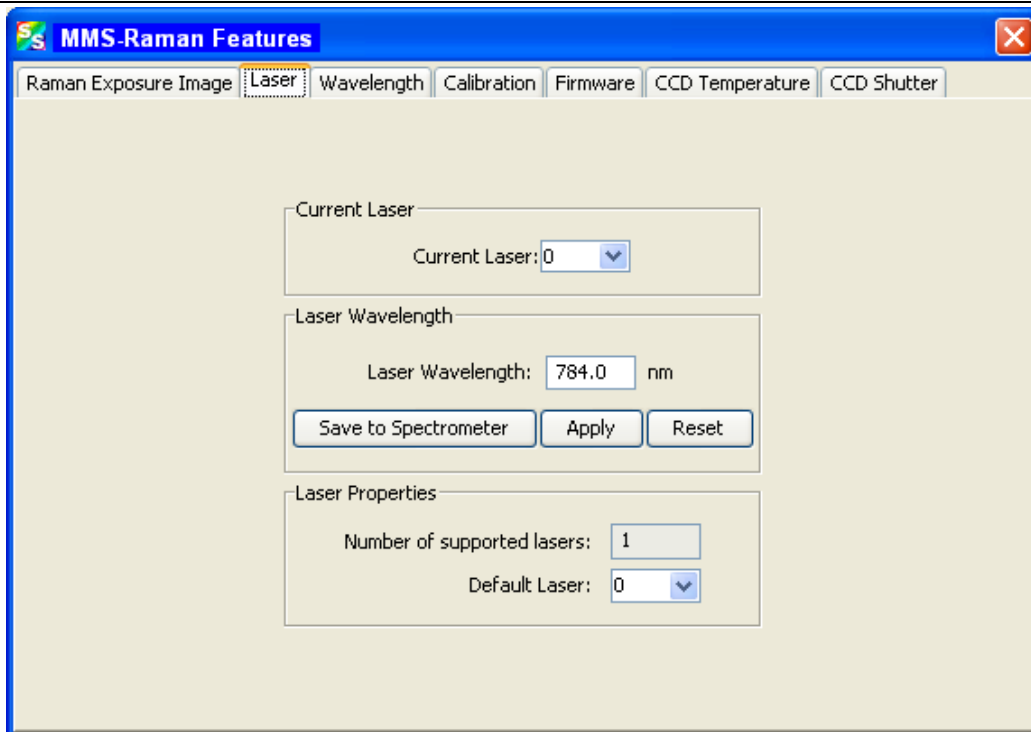 SS MMS-Raman Features
Raman Exposure Image Laser Wavelength Calibration Firmware CCD Temperature CCD Shutter
Current Laser
Current Laser: 0
Laser Wavelength
Laser Wavelength: 784.0 nm
Save to Spectrometer Apply Reset
Laser Properties
Number of supported lasers: 1
Default Laser: 0